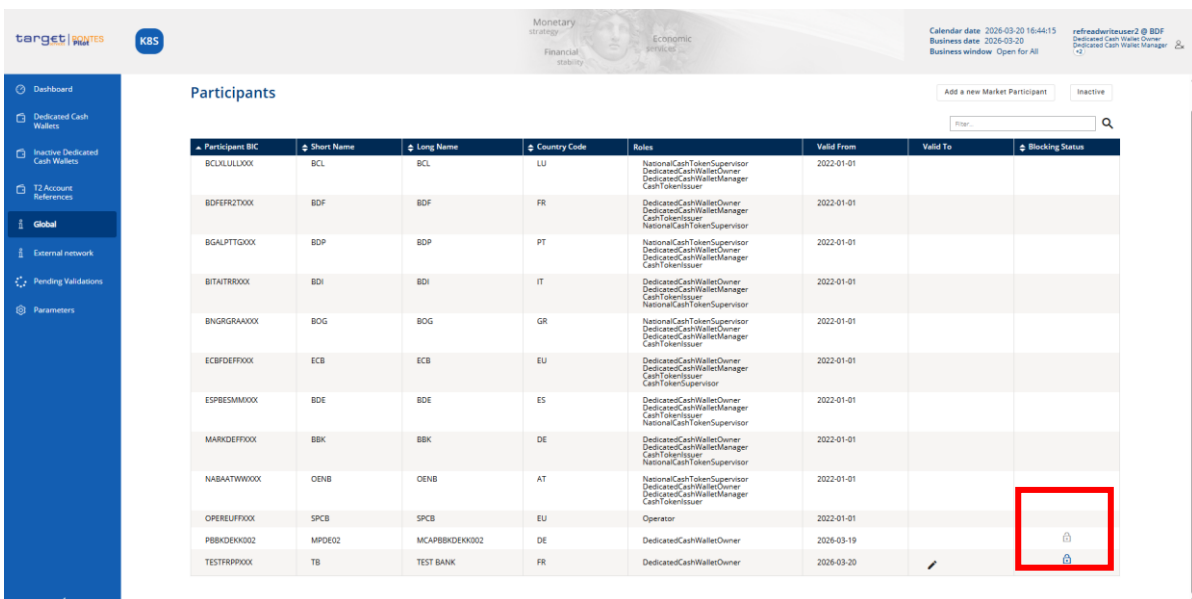 target | PONTES
Pilot
K8S
Monetary
strategy
Economic
services
Financial
stability
Calendar date 2026-03-20 16:44:15
Business date 2026-03-20
Business window Open for All
refreadwriteuser2 @ BDF
Dedicated Cash Wallet Owner
Dedicated Cash Wallet Manager
+2
Dashboard
Dedicated Cash
Wallets
Inactive Dedicated
Cash Wallets
T2 Account
References
Global
External network
Pending Validations
Parameters
Participants
Add a new Market Participant
Inactive
Filter...
Participant BIC Short Name Long Name Country Code Roles Valid From Valid To Blocking Status
BCLXLULLXXX BCL BCL LU NationalCashTokenSupervisor 2022-01-01
DedicatedCashWalletOwner
DedicatedCashWalletManager
CashTokenIssuer
BDFEFR2TXXX BDF BDF FR DedicatedCashWalletOwner 2022-01-01
DedicatedCashWalletManager
CashTokenIssuer
NationalCashTokenSupervisor
BGALPTTGXXX BDP BDP PT NationalCashTokenSupervisor 2022-01-01
DedicatedCashWalletOwner
DedicatedCashWalletManager
CashTokenIssuer
BITAITRRXXX BDI BDI IT DedicatedCashWalletOwner 2022-01-01
DedicatedCashWalletManager
CashTokenIssuer
NationalCashTokenSupervisor
BNGRGRAAXXX BOG BOG GR NationalCashTokenSupervisor 2022-01-01
DedicatedCashWalletOwner
DedicatedCashWalletManager
CashTokenIssuer
ECBFDEFFXXX ECB ECB EU DedicatedCashWalletOwner 2022-01-01
DedicatedCashWalletManager
CashTokenIssuer
CashTokenSupervisor
ESPBESMMXXX BDE BDE ES DedicatedCashWalletOwner 2022-01-01
DedicatedCashWalletManager
CashTokenIssuer
NationalCashTokenSupervisor
MARKDEFFXXX BBK BBK DE DedicatedCashWalletOwner 2022-01-01
DedicatedCashWalletManager
CashTokenIssuer
NationalCashTokenSupervisor
NABAATWWXXX OENB OENB AT NationalCashTokenSupervisor 2022-01-01
DedicatedCashWalletOwner
DedicatedCashWalletManager
CashTokenIssuer
OPEREUFFXXX SPCB SPCB EU Operator 2022-01-01
PBBKDEKK002 MPDE02 MCAPBBKDEKK002 DE DedicatedCashWalletOwner 2026-03-19
TESTFRPPXXX TB TEST BANK FR DedicatedCashWalletOwner 2026-03-20